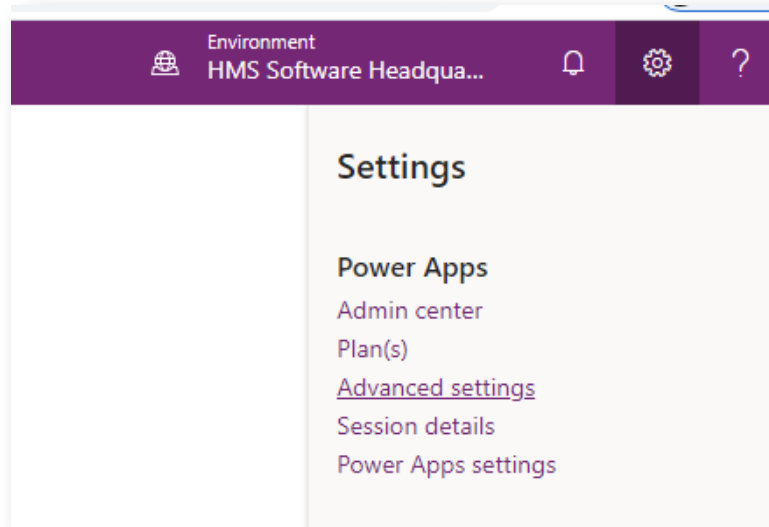 Environment
HMS Software Headqua...
?
Settings
Power Apps
Admin center
Plan(s)
Advanced settings
Session details
Power Apps settings